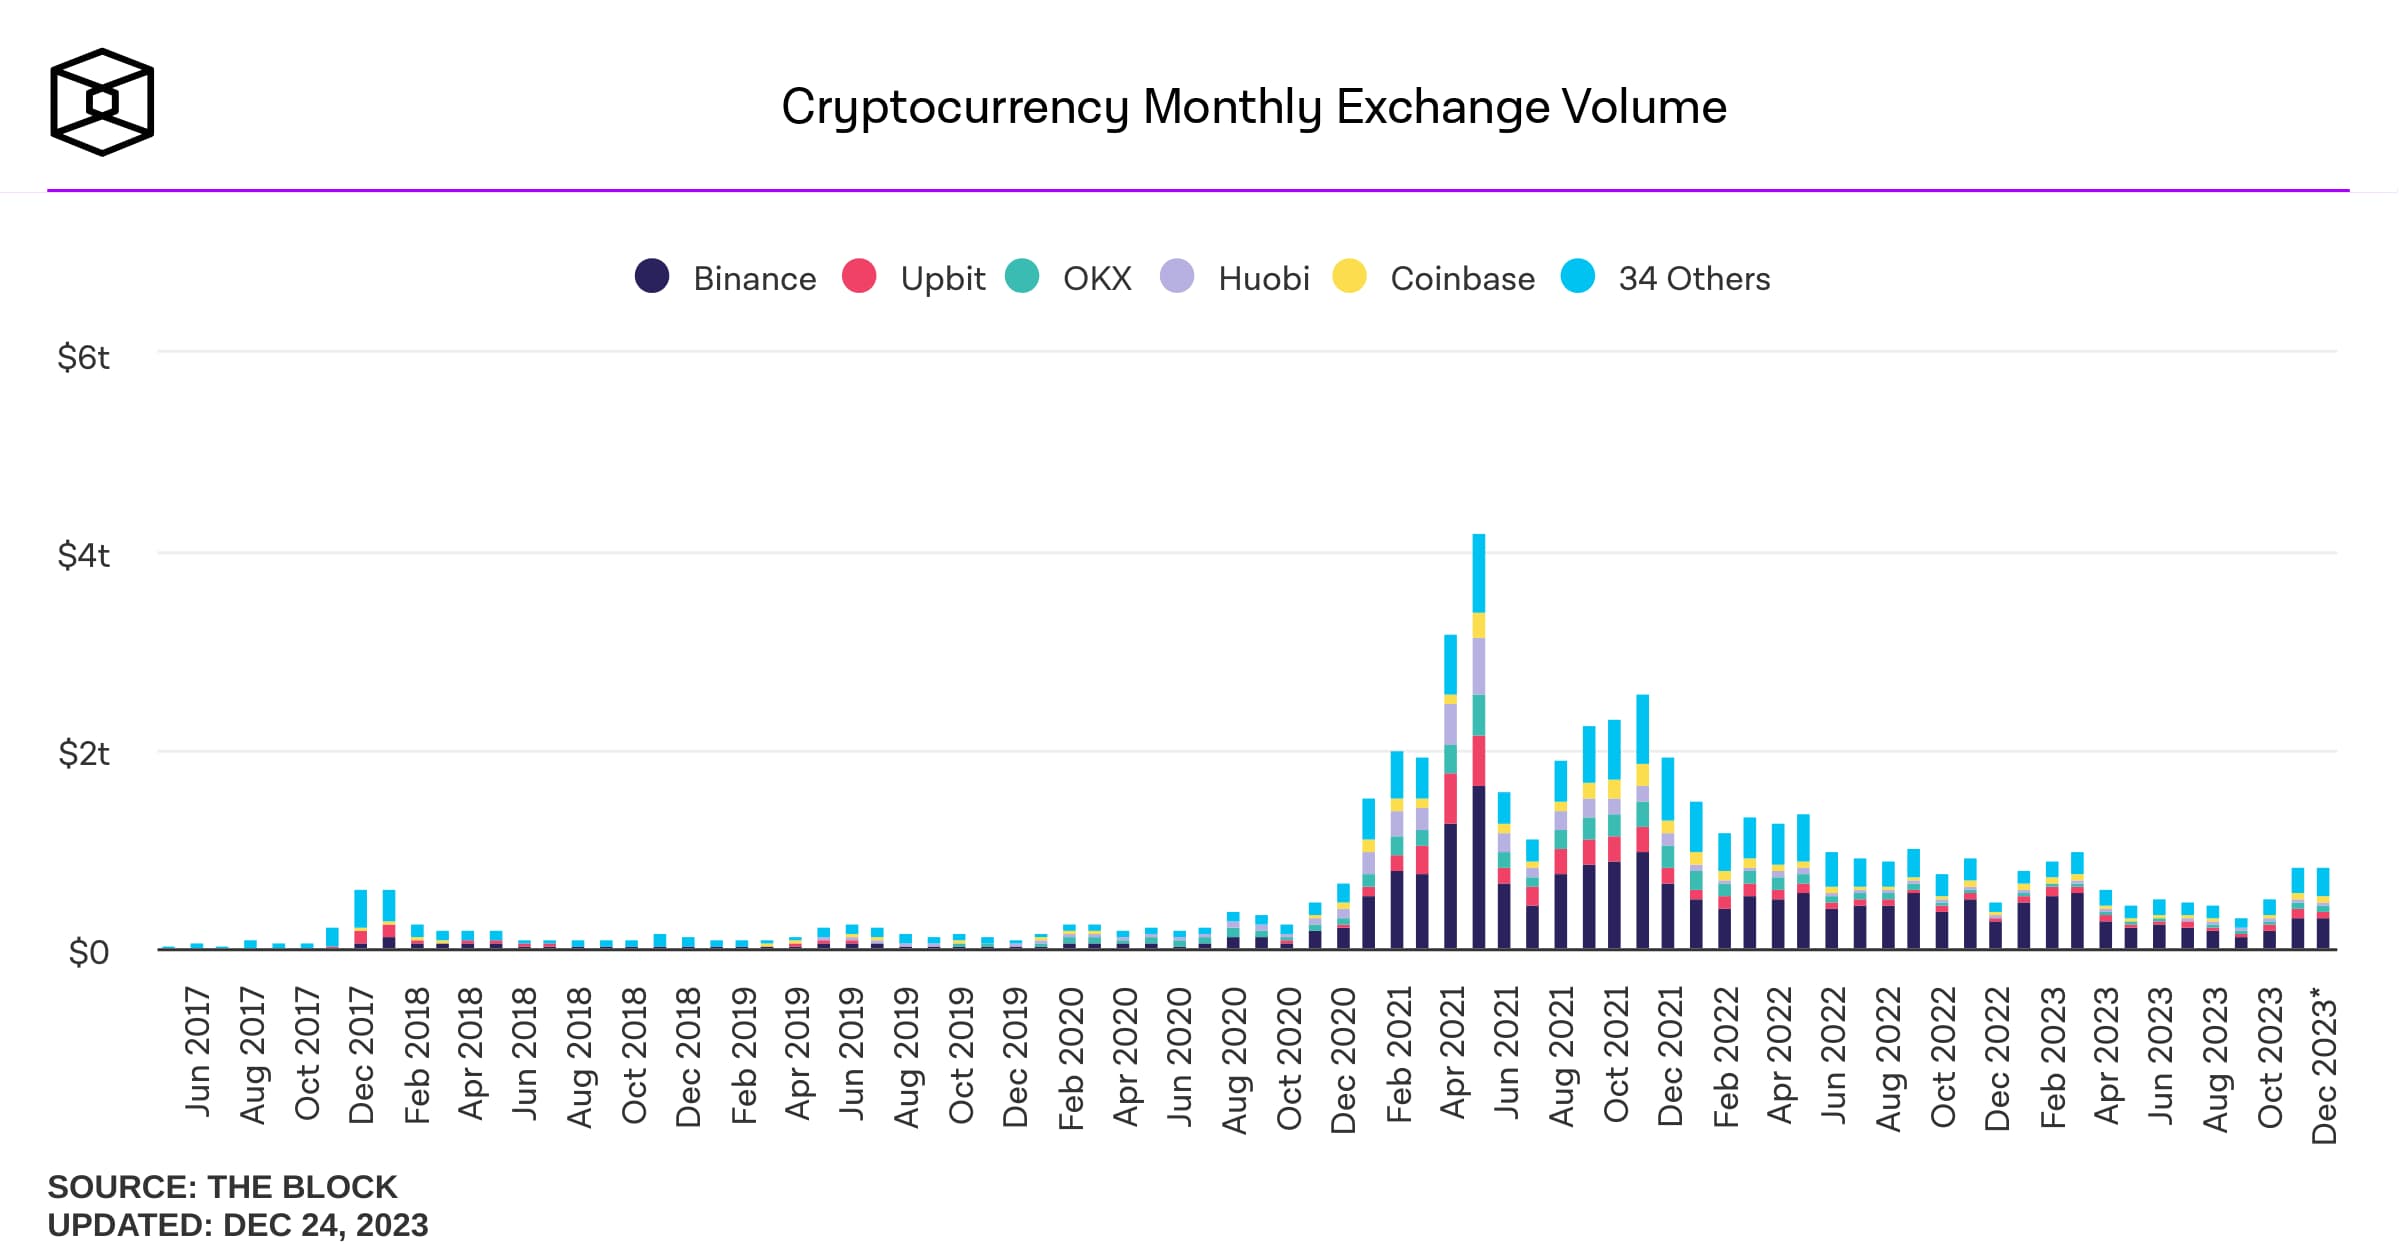 Cryptocurrency Monthly Exchange Volume
Binance Upbit OKX Huobi Coinbase 34 Others
$6t
$4t
$2t
$0
Jun 2017
Aug 2017
Oct 2017
Dec 2017
Feb 2018
Apr 2018
Jun 2018
Aug 2018
Oct 2018
Dec 2018
Feb 2019
Apr 2019
Jun 2019
Aug 2019
Oct 2019
Dec 2019
Feb 2020
Apr 2020
Jun 2020
Aug 2020
Oct 2020
Dec 2020
Feb 2021
Apr 2021
Jun 2021
Aug 2021
Oct 2021
Dec 2021
Feb 2022
Apr 2022
Jun 2022
Aug 2022
Oct 2022
Dec 2022
Feb 2023
Apr 2023
Jun 2023
Aug 2023
Oct 2023
Dec 2023*
SOURCE: THE BLOCK
UPDATED: DEC 24, 2023